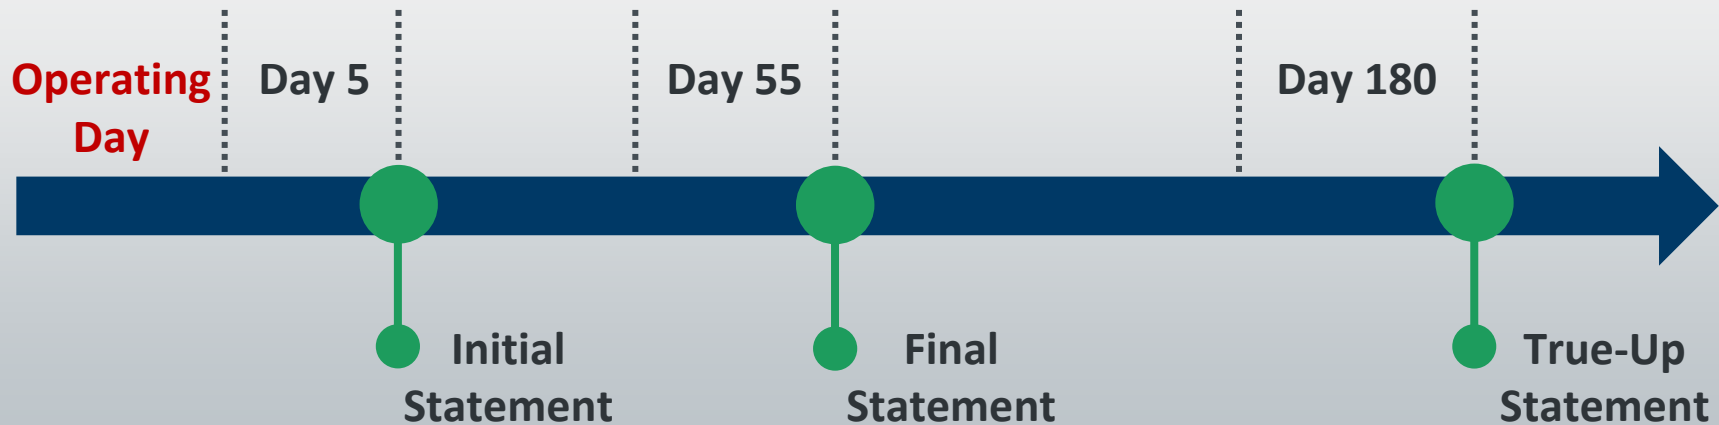 Operating
Day
Day 5
Day 55
Day 180
Initial
Statement
Final
Statement
True-Up
Statement